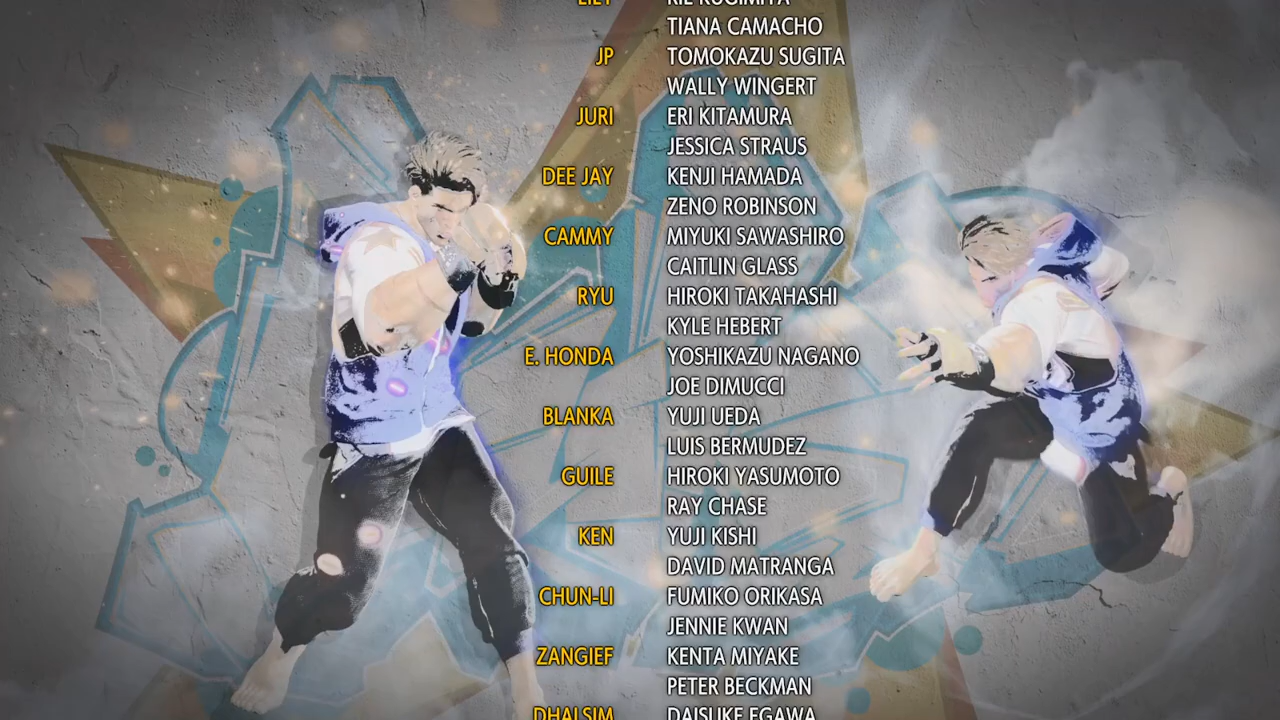 LILY RIE KUGIMIYA
TIANA CAMACHO
JP TOMOKAZU SUGITA
WALLY WINGERT
JURI ERI KITAMURA
JESSICA STRAUS
DEE JAY KENJI HAMADA
ZENO ROBINSON
CAMMY MIYUKI SAWASHIRO
CAITLIN GLASS
RYU HIROKI TAKAHASHI
KYLE HEBERT
E. HONDA YOSHIKAZU NAGANO
JOE DIMUCCI
BLANKA YUJI UEDA
LUIS BERMUDEZ
GUILE HIROKI YASUMOTO
RAY CHASE
KEN YUJI KISHI
DAVID MATRANGA
CHUN-LI FUMIKO ORIKASA
JENNIE KWAN
ZANGIEF KENTA MIYAKE
PETER BECKMAN
DHALSIM DAISUKE EGAWA